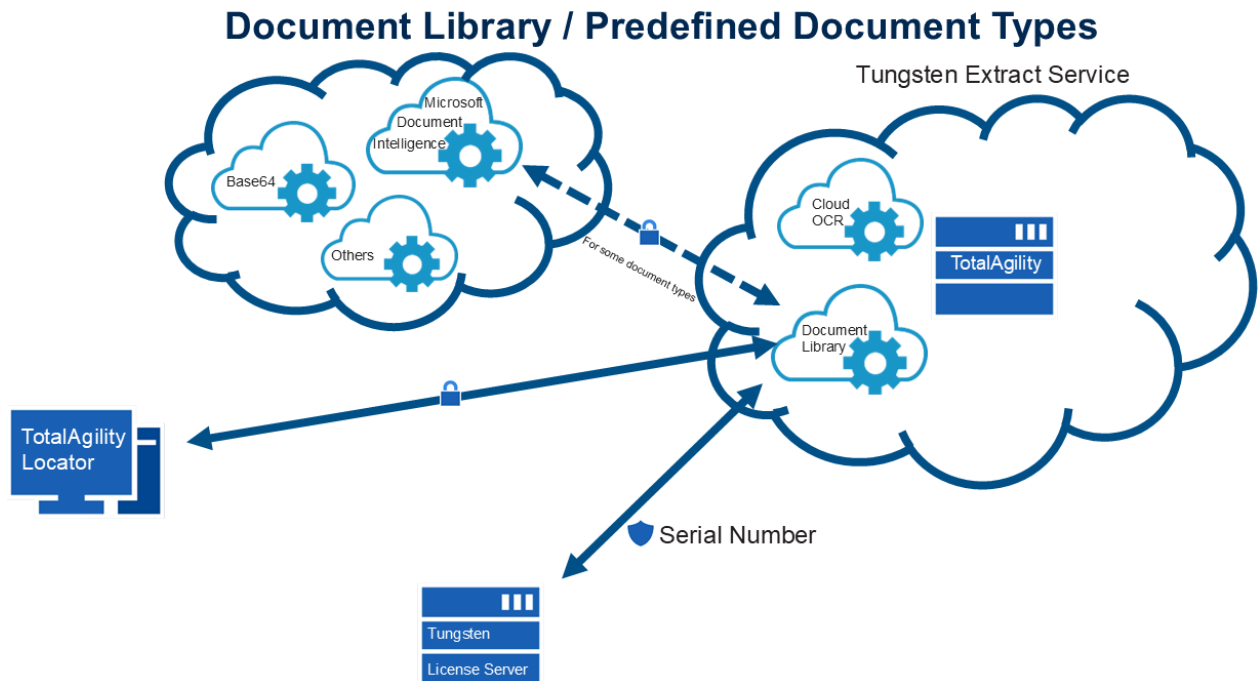 Document Library / Predefined Document Types
Tungsten Extract Service
Microsoft
Document
Intelligence
Base64
Others
For some document types
Cloud
OCR
TotalAgility
Document
Library
TotalAgility
Locator
Serial Number
Tungsten
License Server